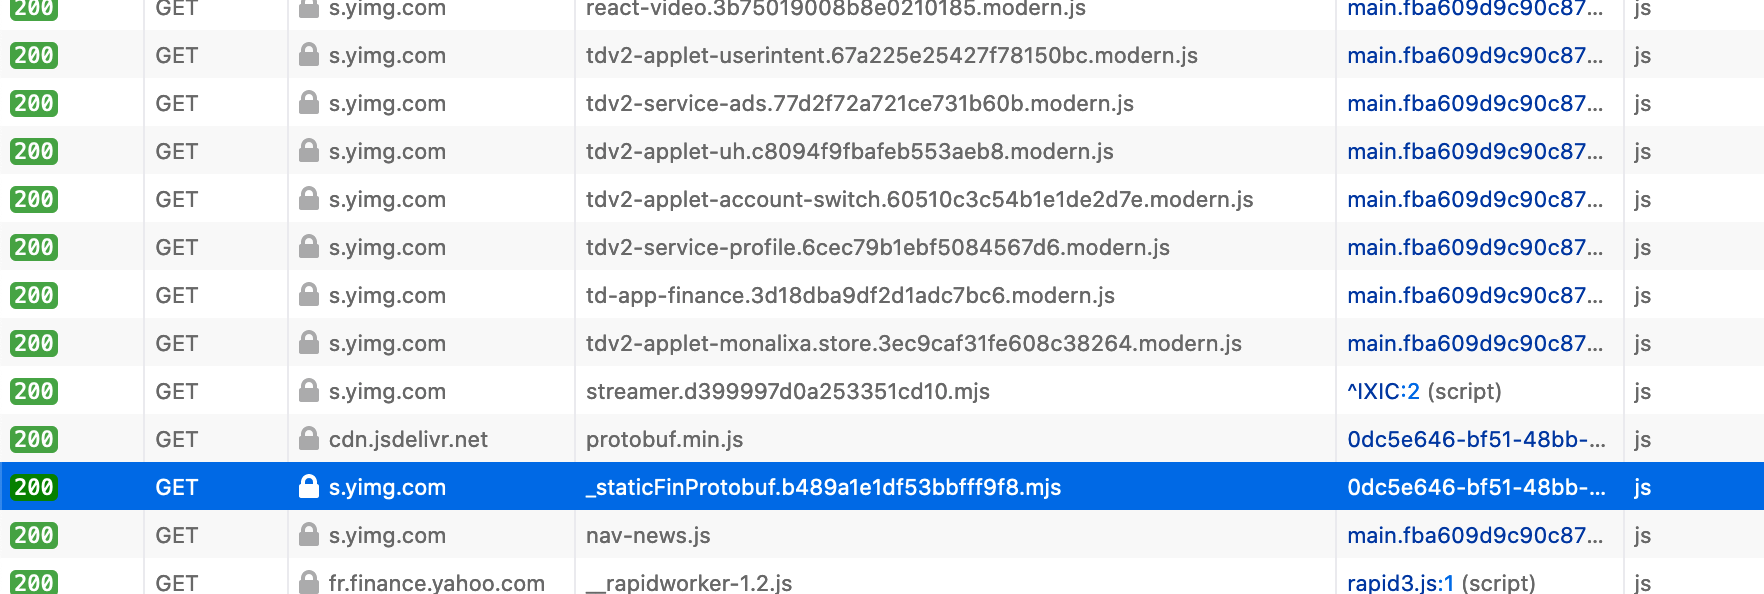 200 GET s.yimg.com react-video.3b75019008b8e0210185.modern.js main.fba609d9c90c87... js
200 GET s.yimg.com tdv2-applet-userintent.67a225e25427f78150bc.modern.js main.fba609d9c90c87... js
200 GET s.yimg.com tdv2-service-ads.77d2f72a721ce731b60b.modern.js main.fba609d9c90c87... js
200 GET s.yimg.com tdv2-applet-uh.c8094f9fbafeb553aeb8.modern.js main.fba609d9c90c87... js
200 GET s.yimg.com tdv2-applet-account-switch.60510c3c54b1e1de2d7e.modern.js main.fba609d9c90c87... js
200 GET s.yimg.com tdv2-service-profile.6cec79b1ebf5084567d6.modern.js main.fba609d9c90c87... js
200 GET s.yimg.com td-app-finance.3d18dba9df2d1adc7bc6.modern.js main.fba609d9c90c87... js
200 GET s.yimg.com tdv2-applet-monalixa.store.3ec9caf31fe608c38264.modern.js main.fba609d9c90c87... js
200 GET s.yimg.com streamer.d399997d0a253351cd10.mjs ^IXIC:2 (script) js
200 GET cdn.jsdelivr.net protobuf.min.js 0dc5e646-bf51-48bb-... js
200 GET s.yimg.com _staticFinProtobuf.b489a1e1df53bbfff9f8.mjs 0dc5e646-bf51-48bb-... js
200 GET s.yimg.com nav-news.js main.fba609d9c90c87... js
200 GET fr.finance.yahoo.com __rapidworker-1.2.js rapid3.js:1 (script) js